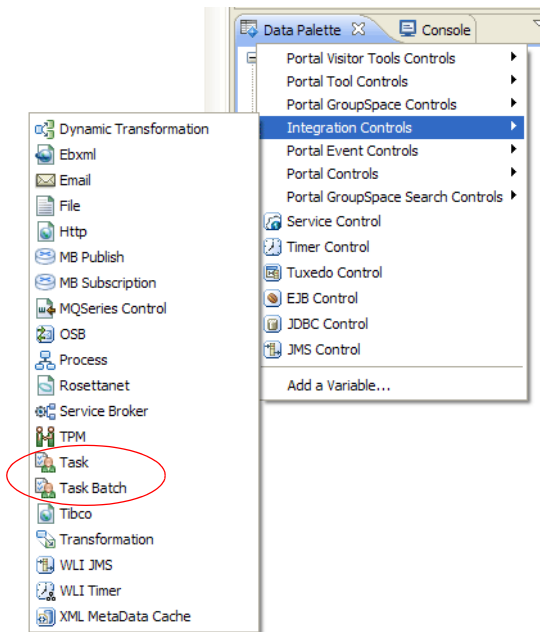 Data Palette
Console
Portal Visitor Tools Controls
Portal Tool Controls
Portal GroupSpace Controls
Integration Controls
Portal Event Controls
Portal Controls
Portal GroupSpace Search Controls
Service Control
Timer Control
Tuxedo Control
EJB Control
JDBC Control
JMS Control
Add a Variable...
Dynamic Transformation
Ebxml
Email
File
Http
MB Publish
MB Subscription
MQSeries Control
OSB
Process
Rosettanet
Service Broker
TPM
Task
Task Batch
Tibco
Transformation
WLI JMS
WLI Timer
XML MetaData Cache